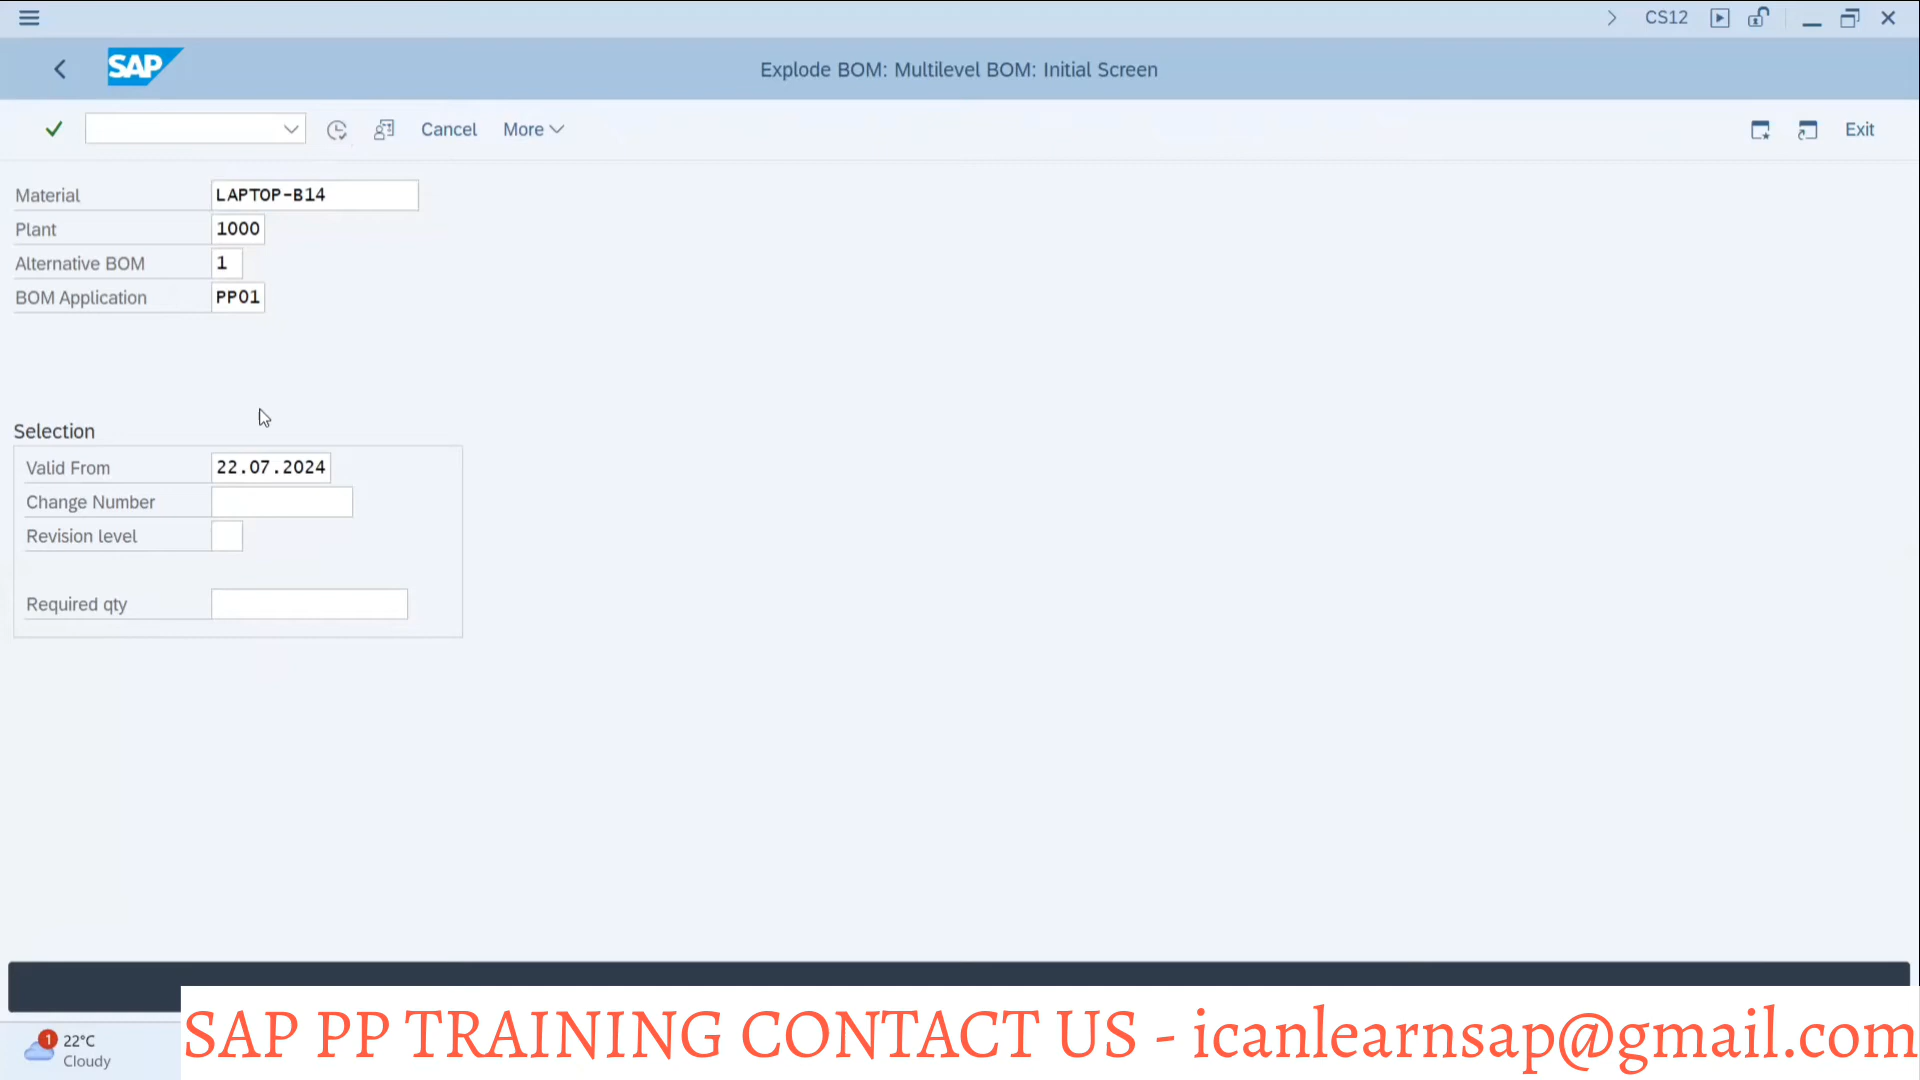 CS12
SAP
Explode BOM: Multilevel BOM: Initial Screen
Cancel More Exit
Material LAPTOP-B14
Plant 1000
Alternative BOM 1
BOM Application PP01
Selection
Valid From 22.07.2024
Change Number
Revision level
Required qty
1 22°C
Cloudy
SAP PP TRAINING CONTACT US - icanlearnsap@gmail.com